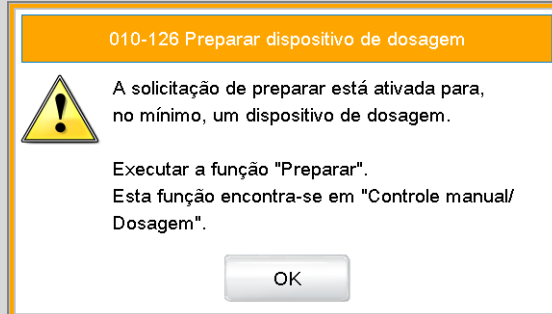 010-126 Preparar dispositivo de dosagem
A solicitação de preparar está ativada para,
no mínimo, um dispositivo de dosagem.
Executar a função "Preparar".
Esta função encontra-se em "Controle manual/
Dosagem".
OK